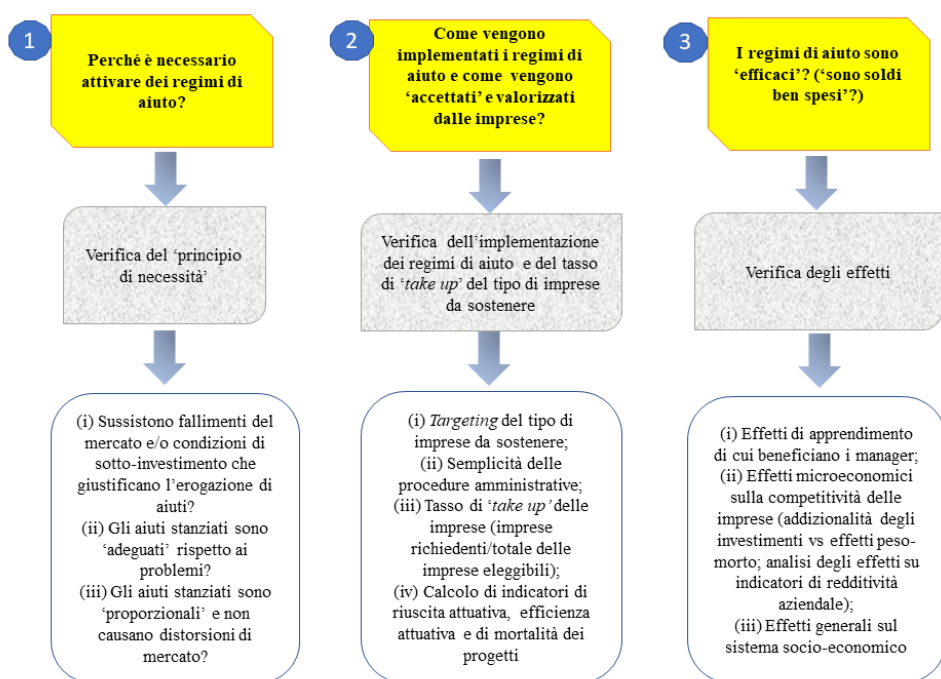 1
Perché è necessario
attivare dei regimi di
aiuto?
Verifica del ‘principio
di necessità’
(i) Sussistono fallimenti del
mercato e/o condizioni di
sotto-investimento che
giustificano l’erogazione di
aiuti?
(ii) Gli aiuti stanziati sono
‘adeguati’ rispetto ai
problemi?
(iii) Gli aiuti stanziati sono
‘proporzionali’ e non
causano distorsioni di
mercato?
2
Come vengono
implementati i regimi di
aiuto e come vengono
‘accettati’ e valorizzati
dalle imprese?
Verifica dell’implementazione
dei regimi di aiuto e del tasso
di ‘take up’ del tipo di imprese
da sostenere
(i) Targeting del tipo di
imprese da sostenere;
(ii) Semplicità delle
procedure amministrative;
(iii) Tasso di ‘take up’ delle
imprese (imprese
richiedenti/totale delle
imprese eleggibili);
(iv) Calcolo di indicatori di
riuscita attuativa, efficienza
attuativa e di mortalità dei
progetti
3
I regimi di aiuto sono
‘efficaci’? (‘sono soldi
ben spesi’?)
Verifica degli effetti
(i) Effetti di apprendimento
di cui beneficiano i manager;
(ii) Effetti microeconomici
sulla competitività delle
imprese (addizionalità degli
investimenti vs effetti peso-
morto; analisi degli effetti su
indicatori di redditività
aziendale);
(iii) Effetti generali sul
sistema socio-economico